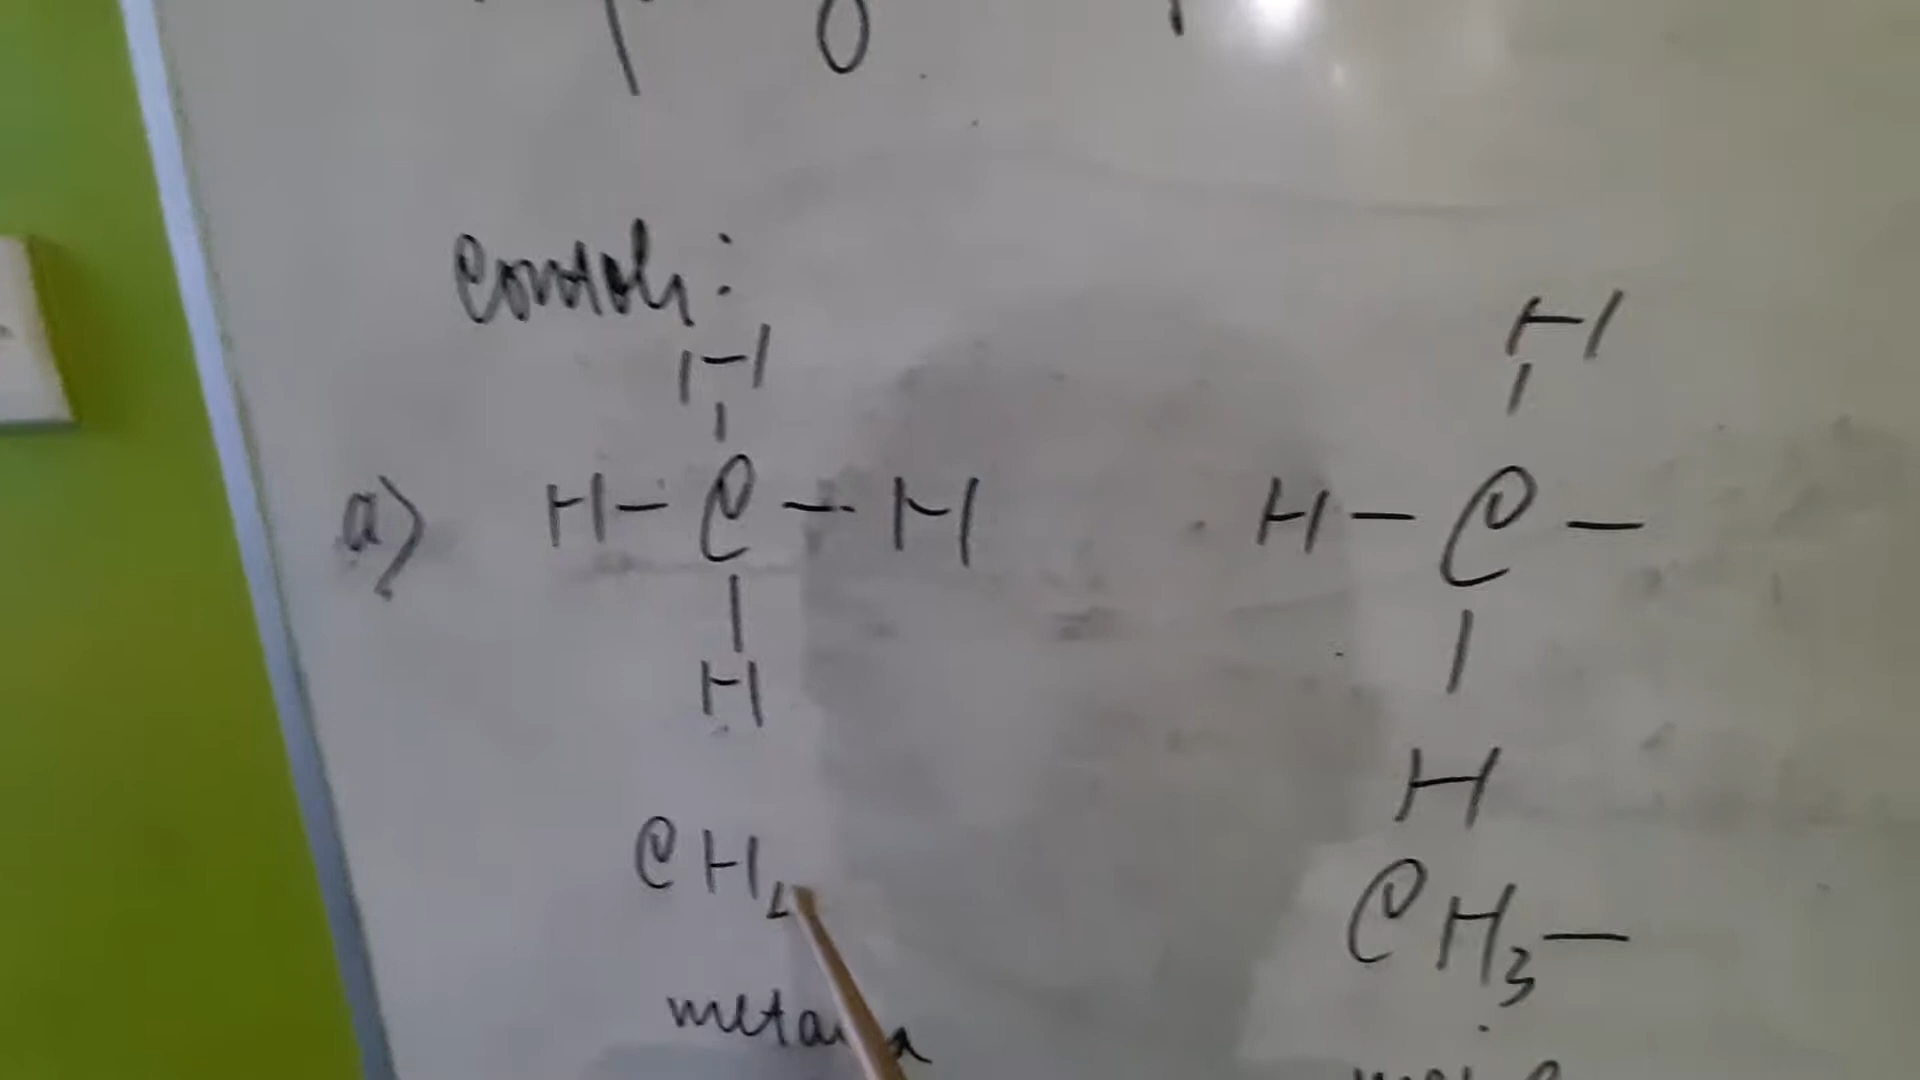 Contoh:
H H
a) H - C - H H - C -
H H
CH4 CH3 -
metana